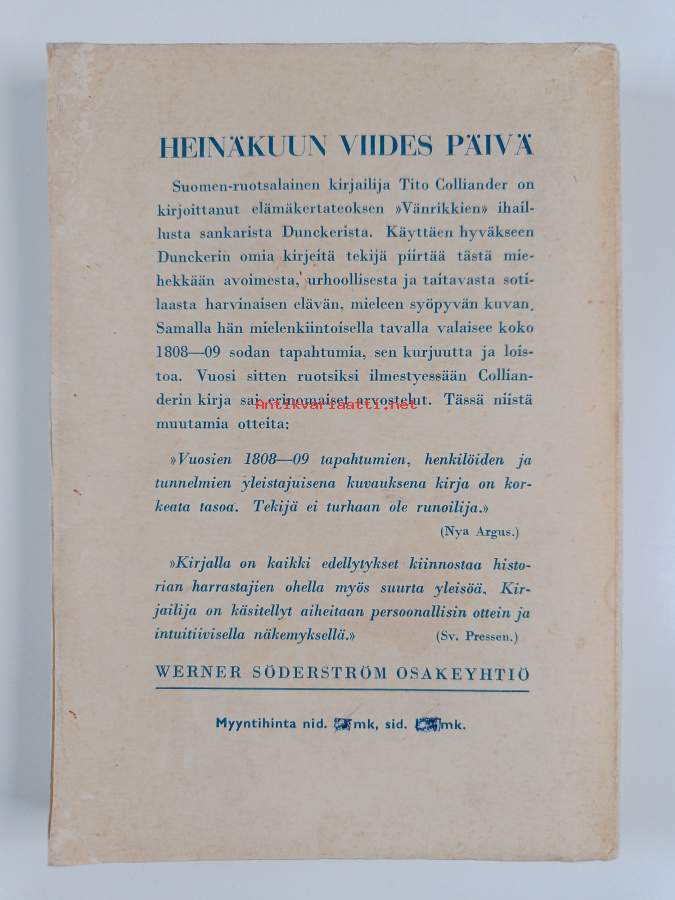 HEINÄKUUN VIIDES PÄIVÄ
Suomen-ruotsalainen kirjailija Tito Colliander on
kirjoittanut elämäkertateoksen »Vänrikkien» ihail-
lusta sankarista Dunckerista. Käyttäen hyväkseen
Dunckerin omia kirjeitä tekijä piirtää tästä mie-
hekkään avoimesta, urhoollisesta ja taitavasta soti-
laasta harvinaisen elävän, mieleen syöpyvän kuvan.
Samalla hän mielenkiintoisella tavalla valaisee koko
1808—09 sodan tapahtumia, sen kurjuutta ja lois-
toa. Vuosi sitten ruotsiksi ilmestyessään Collian-
derin kirja sai erinomaiset arvostelut. Tässä niistä
Antikvariaatti.net
muutamia otteita:
»Vuosien 1808—09 tapahtumien, henkilöiden ja
tunnelmien yleistajuisena kuvauksena kirja on kor-
keata tasoa. Tekijä ei turhaan ole runoilija.»
(Nya Argus.)
»Kirjalla on kaikki edellytykset kiinnostaa histo-
rian harrastajien ohella myös suurta yleisöä. Kir-
jailija on käsitellyt aiheitaan persoonallisin ottein ja
intuitiivisella näkemyksellä.» (Sv. Pressen.)
WERNER SÖDERSTRÖM OSAKEYHTIÖ
Myyntihinta nid. mk, sid. mk.